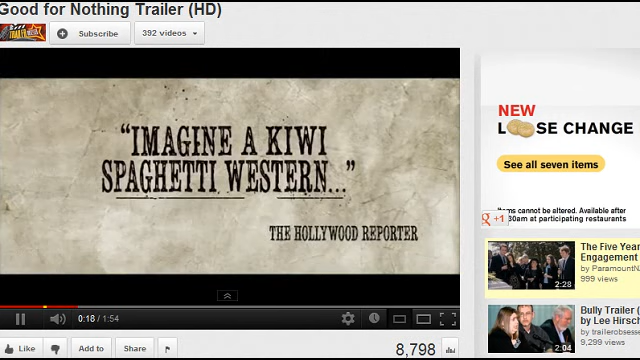 Good for Nothing Trailer (HD)
Subscribe
392 videos
"IMAGINE A KIWI
SPAGHETTI WESTERN..."
THE HOLLYWOOD REPORTER
0:18 / 1:54
Like
Add to
Share
8,798
NEW
LOOSE CHANGE
See all seven items
Items cannot be altered. Available after
30am at participating restaurants
+1
The Five Year
Engagement
by ParamountN
999 views
2:28
Bully Trailer (
by Lee Hirsch
by trailerobsesse
9,299 views
2:04